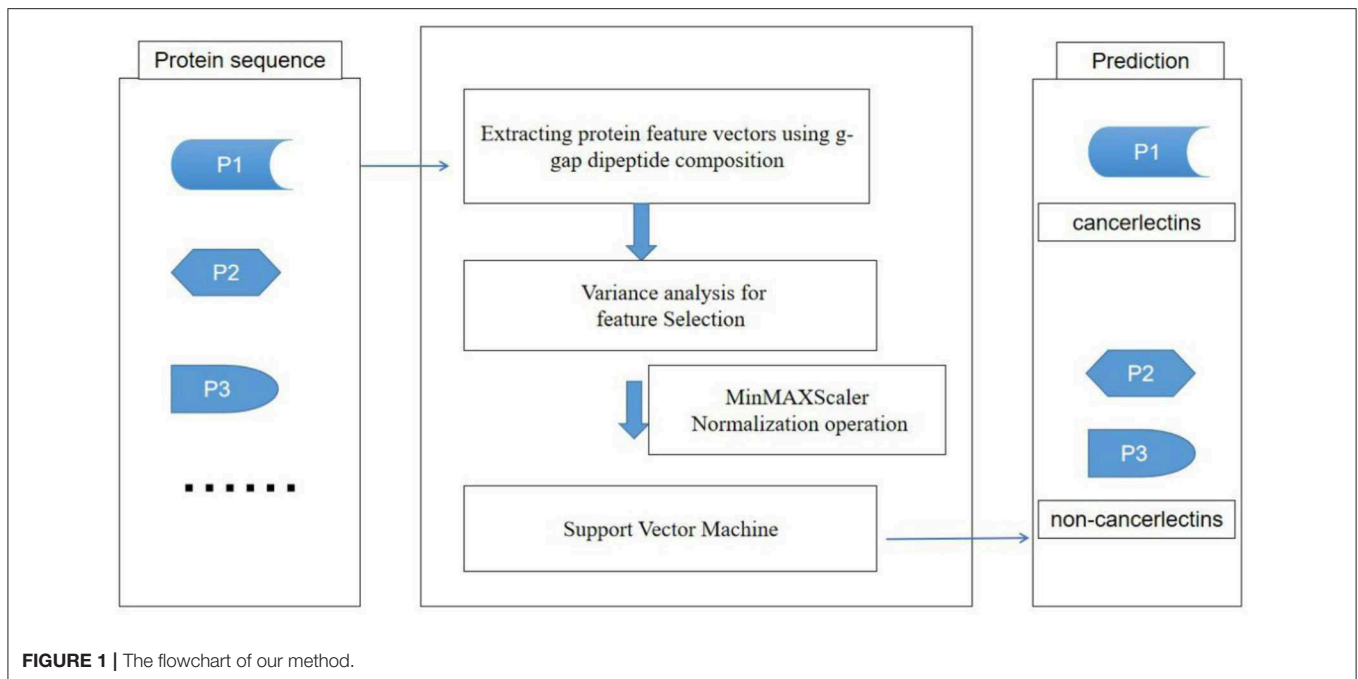 Protein sequence
P1
P2
P3
......
Extracting protein feature vectors using g-
gap dipeptide composition
Variance analysis for
feature Selection
MinMAXScaler
Normalization operation
Support Vector Machine
Prediction
P1
cancerlectins
P2
P3
non-cancerlectins
FIGURE 1 | The flowchart of our method.